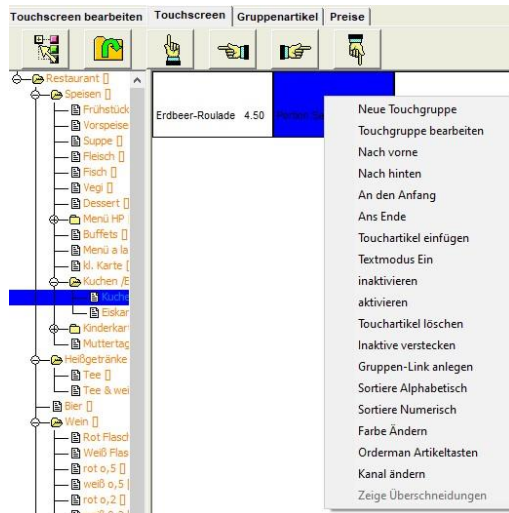 Touchscreen bearbeiten Touchscreen Gruppenartikel Preise
Restaurant []
Speisen []
Frühstück
Vorspeise
Suppe []
Fleisch []
Fisch []
Vegi []
Dessert []
Menü HP
Buffets []
Menü a la
kl. Karte [
Kuchen /E
Kuche
Eiskar
Kinderkar
Muttertag
Heißgetränke
Tee []
Tee & wei
Bier []
Wein []
Rot Flasch
Weiß Flas
rot 0,5 []
weiß 0,5 [
rot 0,2 []
Erdbeer-Roulade 4.50
Neue Touchgruppe
Touchgruppe bearbeiten
Nach vorne
Nach hinten
An den Anfang
Ans Ende
Touchartikel einfügen
Textmodus Ein
inaktivieren
aktivieren
Touchartikel löschen
Inaktive verstecken
Gruppen-Link anlegen
Sortiere Alphabetisch
Sortiere Numerisch
Farbe Ändern
Orderman Artikeltasten
Kanal ändern
Zeige Überschneidungen